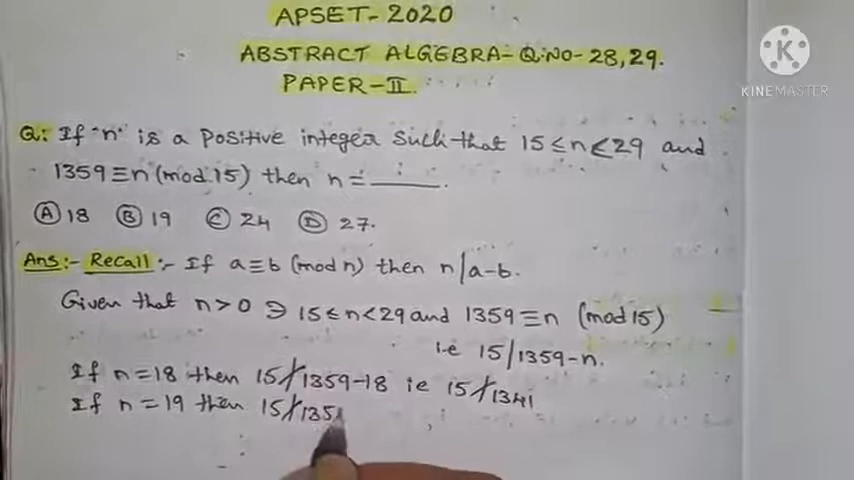 APSET-2020
ABSTRACT ALGEBRA-Q.NO-28,29.
PAPER-II.
K
KINEMASTER
Q: If 'n' is a positive integer such that 15≤n<29 and
1359≡n(mod 15) then n=______.
Ⓐ 18 Ⓑ 19 Ⓒ 24 Ⓓ 27.
Ans:- Recall:- If a≡b (mod n) then n|a-b.
Given that n>0 ∋ 15≤n<29 and 1359≡n (mod 15)
i.e 15|1359-n.
If n=18 then 15∤1359-18 ie 15∤1341
If n=19 then 15∤135